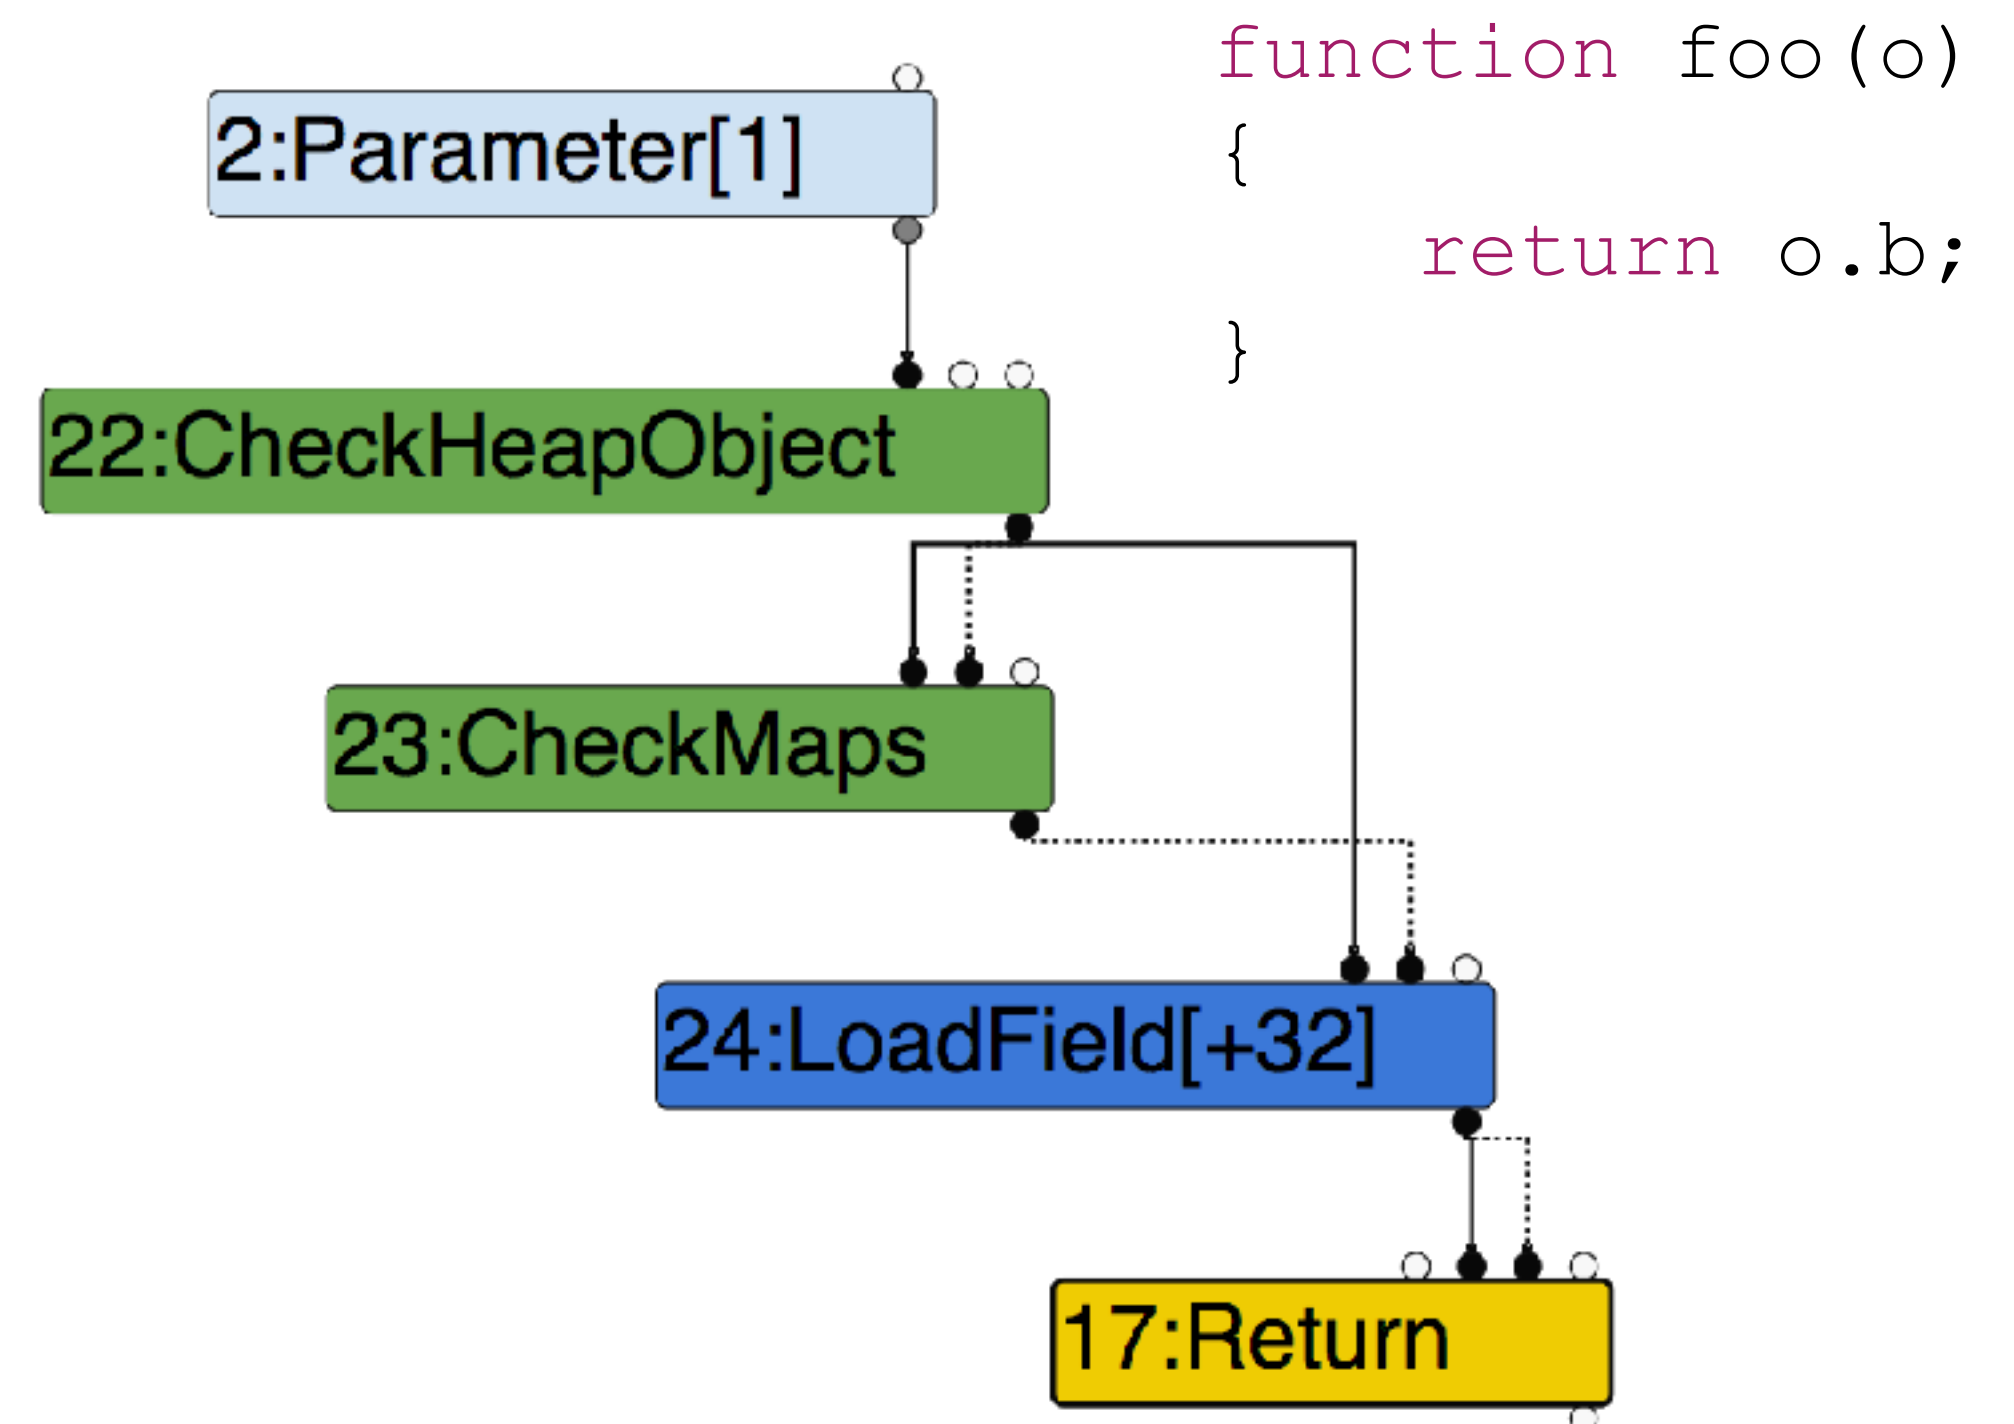 function foo(o)
{
return o.b;
}
2:Parameter[1]
22:CheckHeapObject
23:CheckMaps
24:LoadField[+32]
17:Return